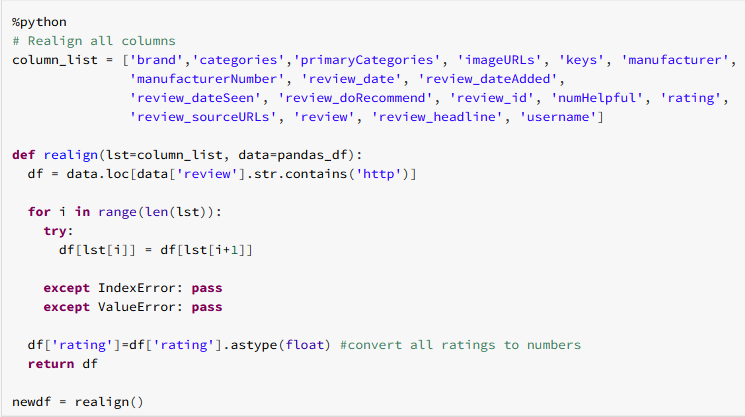 %python
# Realign all columns
column_list = ['brand','categories','primaryCategories', 'imageURLs', 'keys', 'manufacturer',
               'manufacturerNumber', 'review_date', 'review_dateAdded',
               'review_dateSeen', 'review_doRecommend', 'review_id', 'numHelpful', 'rating',
               'review_sourceURLs', 'review', 'review_headline', 'username']

def realign(lst=column_list, data=pandas_df):
  df = data.loc[data['review'].str.contains('http')]

  for i in range(len(lst)):
    try:
      df[lst[i]] = df[lst[i+1]]

    except IndexError: pass
    except ValueError: pass

  df['rating']=df['rating'].astype(float) #convert all ratings to numbers
  return df

newdf = realign()